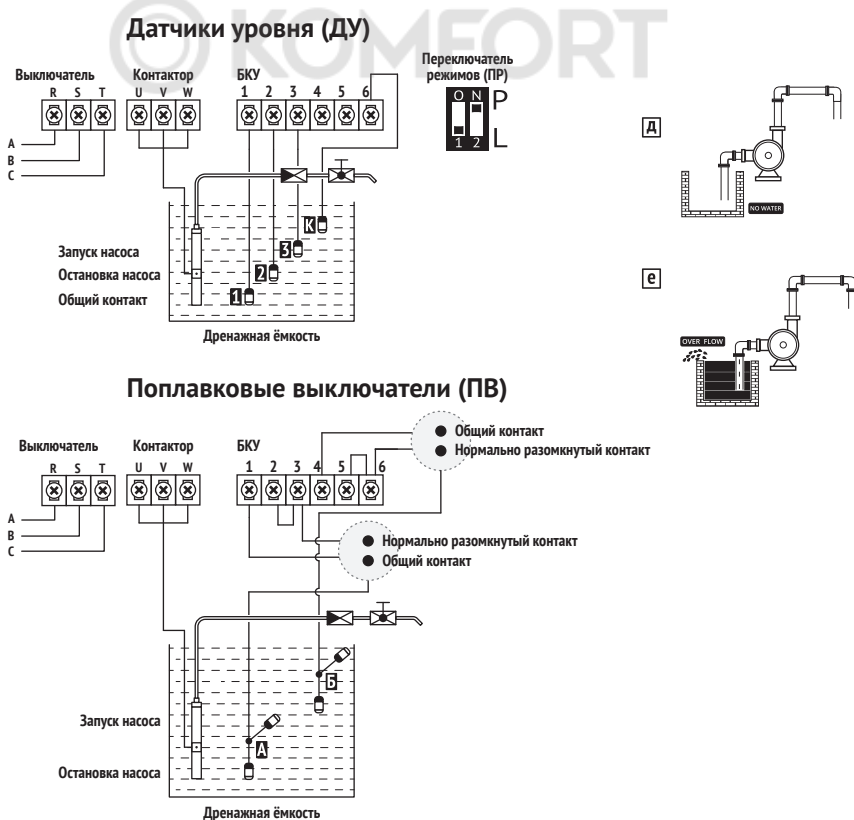 KOMFORT
Датчики уровня (ДУ)
Выключатель
Контактор
БКУ
Переключатель
режимов (ПР)
R S T
U V W
1 2 3 4 5 6
O N
P
1 2
L
A
B
C
К
3
2
1
Запуск насоса
Остановка насоса
Общий контакт
Дренажная ёмкость
Д
NO WATER
е
OVER FLOW
Поплавковые выключатели (ПВ)
Выключатель
Контактор
БКУ
R S T
U V W
1 2 3 4 5 6
Общий контакт
Нормально разомкнутый контакт
A
B
C
Нормально разомкнутый контакт
Общий контакт
Б
А
Запуск насоса
Остановка насоса
Дренажная ёмкость